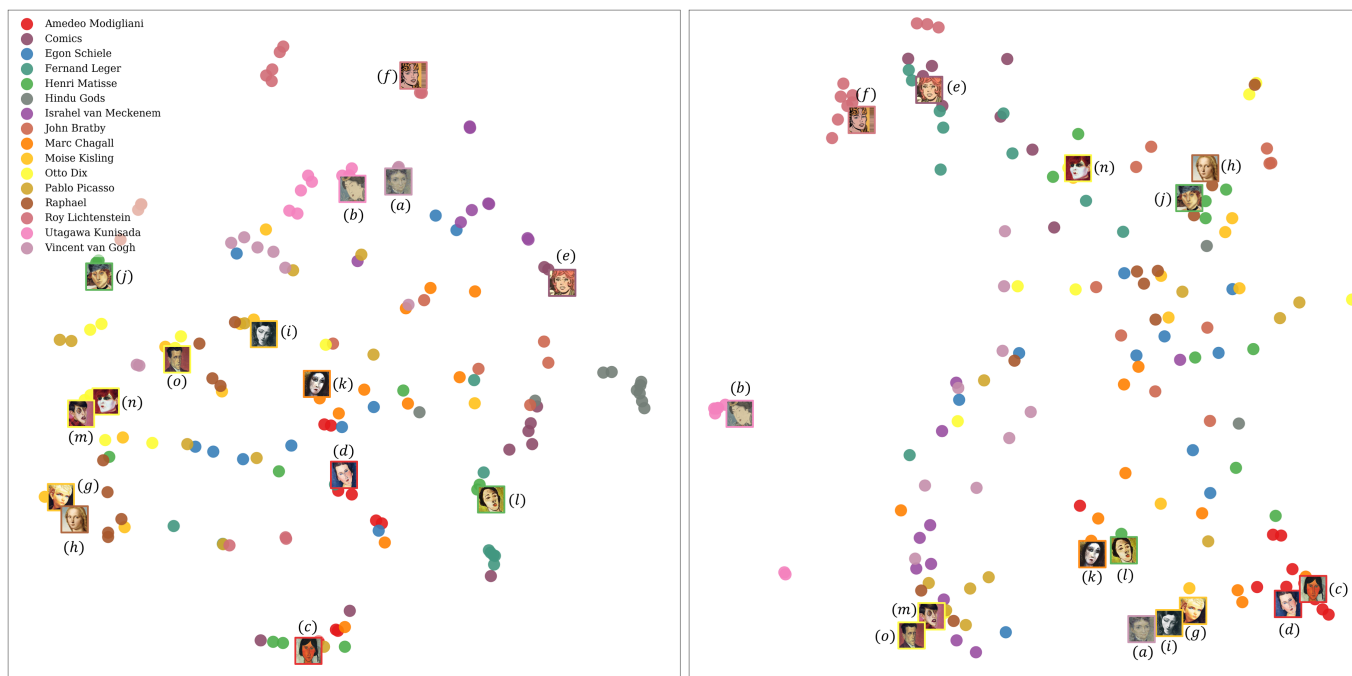 Amedeo Modigliani
Comics
Egon Schiele
Fernand Leger
Henri Matisse
Hindu Gods
Israhel van Meckenem
John Bratby
Marc Chagall
Moise Kisling
Otto Dix
Pablo Picasso
Raphael
Roy Lichtenstein
Utagawa Kunisada
Vincent van Gogh
(f)
(b)
(a)
(e)
(j)
(i)
(o)
(k)
(n)
(m)
(d)
(g)
(l)
(h)
(c)
(e)
(f)
(n)
(h)
(j)
(b)
(k)
(l)
(c)
(m)
(g)
(d)
(o)
(a)
(i)